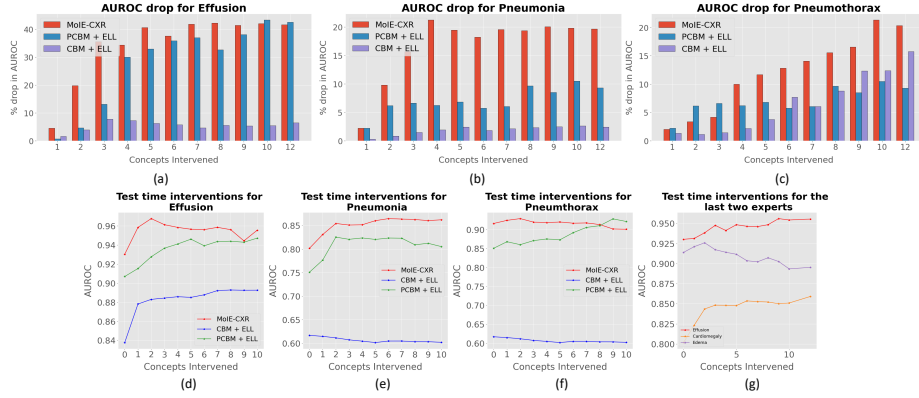 AUROC drop for Effusion
% drop in AUROC
40
30
20
10
0
MoIE-CXR
PCBM + ELL
CBM + ELL
1 2 3 4 5 6 7 8 9 10 12
Concepts Intervened
(a)
AUROC drop for Pneumonia
% drop in AUROC
20
15
10
5
0
MoIE-CXR
PCBM + ELL
CBM + ELL
1 2 3 4 5 6 7 8 9 10 12
Concepts Intervened
(b)
AUROC drop for Pneumothorax
% drop in AUROC
25
20
15
10
5
0
MoIE-CXR
PCBM + ELL
CBM + ELL
1 2 3 4 5 6 7 8 9 10 12
Concepts Intervened
(c)
Test time interventions for
Effusion
AUROC
0.96
0.94
0.92
0.90
0.88
0.86
0.84
MoIE-CXR
CBM + ELL
PCBM + ELL
0 1 2 3 4 5 6 7 8 9 10
Concepts Intervened
(d)
Test time interventions for
Pneumonia
AUROC
0.85
0.80
0.75
0.70
0.65
0.60
MoIE-CXR
CBM + ELL
PCBM + ELL
0 1 2 3 4 5 6 7 8 9 10
Concepts Intervened
(e)
Test time interventions for
Pneumthorax
AUROC
0.90
0.85
0.80
0.75
0.70
0.65
0.60
MoIE-CXR
CBM + ELL
PCBM + ELL
0 1 2 3 4 5 6 7 8 9 10
Concepts Intervened
(f)
Test time interventions for the
last two experts
AUROC
0.950
0.925
0.900
0.875
0.850
0.825
0.800
Effusion
Cardiomegaly
Edema
0 5 10
Concepts Intervened
(g)